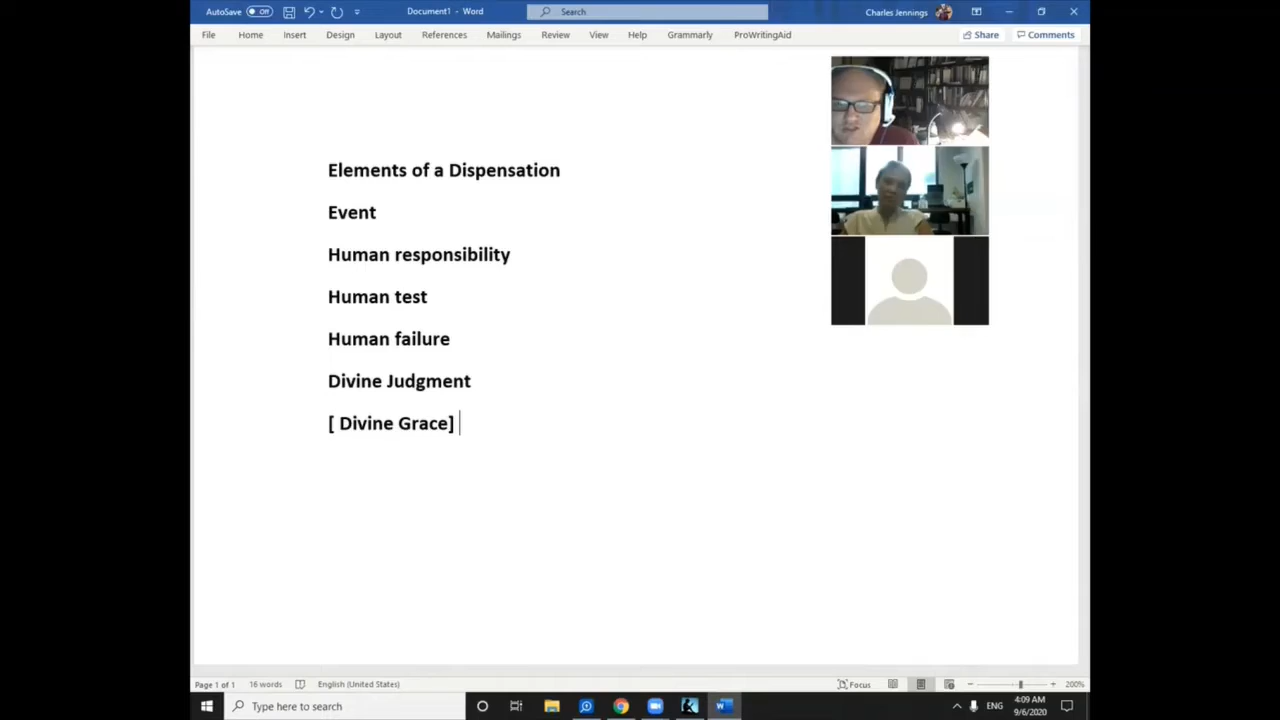 AutoSave Off Document1 - Word Search Charles Jennings
File Home Insert Design Layout References Mailings Review View Help Grammarly ProWritingAid Share Comments
Elements of a Dispensation
Event
Human responsibility
Human test
Human failure
Divine Judgment
[ Divine Grace]
Page 1 of 1 16 words English (United States) Focus 200%
Type here to search ENG 4:09 AM
9/6/2020